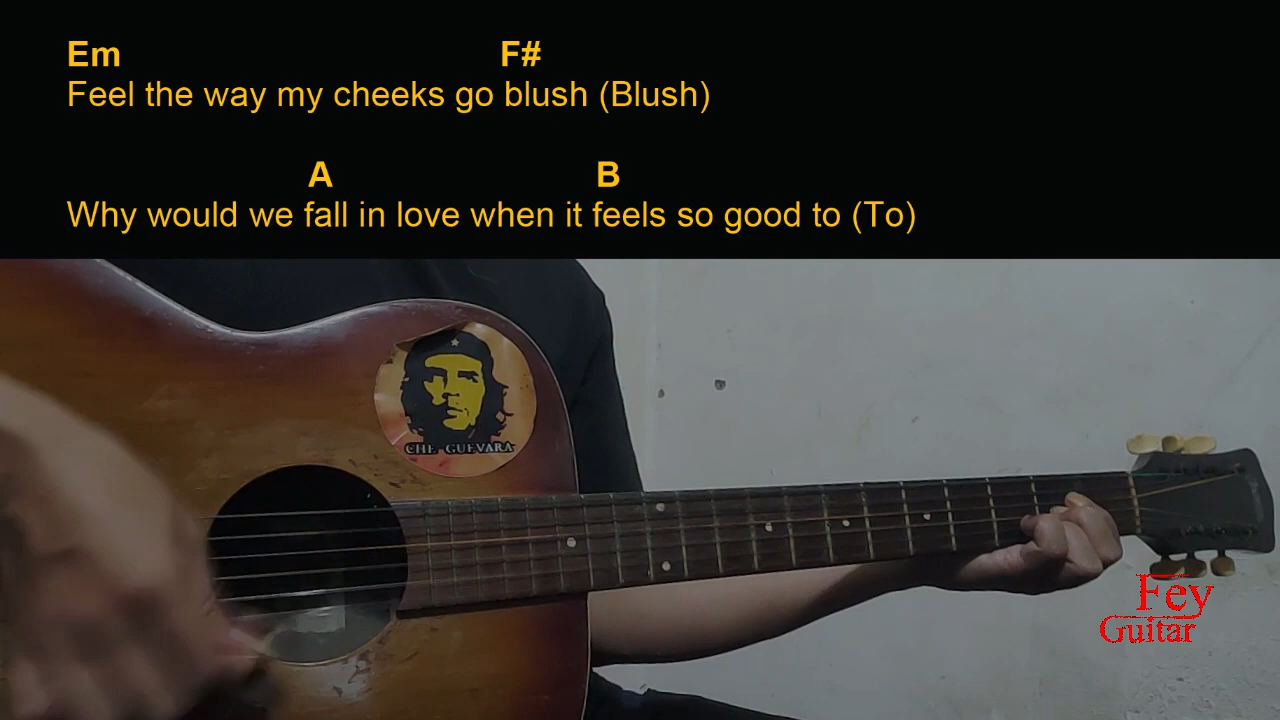 Em F#
Feel the way my cheeks go blush (Blush)
A B
Why would we fall in love when it feels so good to (To)
CHE GUEVARA
Fey
Guitar